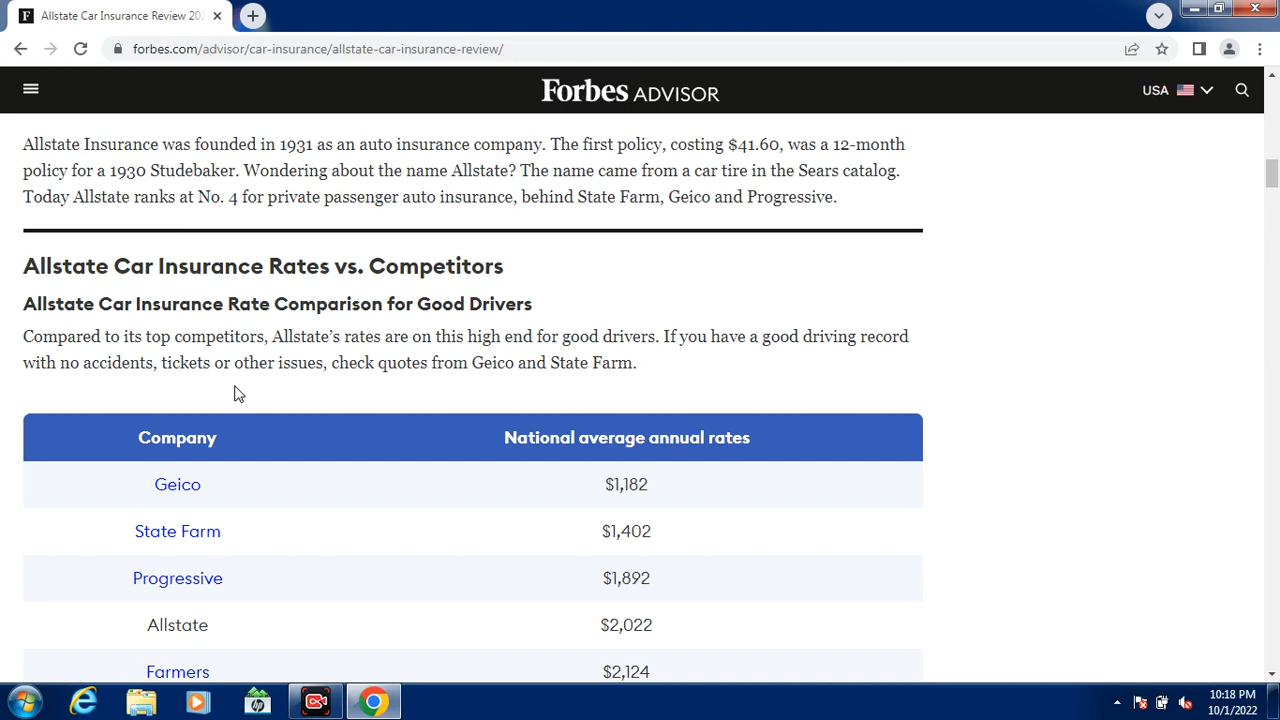 Allstate Car Insurance Review 202
forbes.com/advisor/car-insurance/allstate-car-insurance-review/
Forbes ADVISOR
USA
Allstate Insurance was founded in 1931 as an auto insurance company. The first policy, costing $41.60, was a 12-month
policy for a 1930 Studebaker. Wondering about the name Allstate? The name came from a car tire in the Sears catalog.
Today Allstate ranks at No. 4 for private passenger auto insurance, behind State Farm, Geico and Progressive.
Allstate Car Insurance Rates vs. Competitors
Allstate Car Insurance Rate Comparison for Good Drivers
Compared to its top competitors, Allstate's rates are on this high end for good drivers. If you have a good driving record
with no accidents, tickets or other issues, check quotes from Geico and State Farm.
Company National average annual rates
Geico $1,182
State Farm $1,402
Progressive $1,892
Allstate $2,022
Farmers $2,124
10:18 PM
10/1/2022